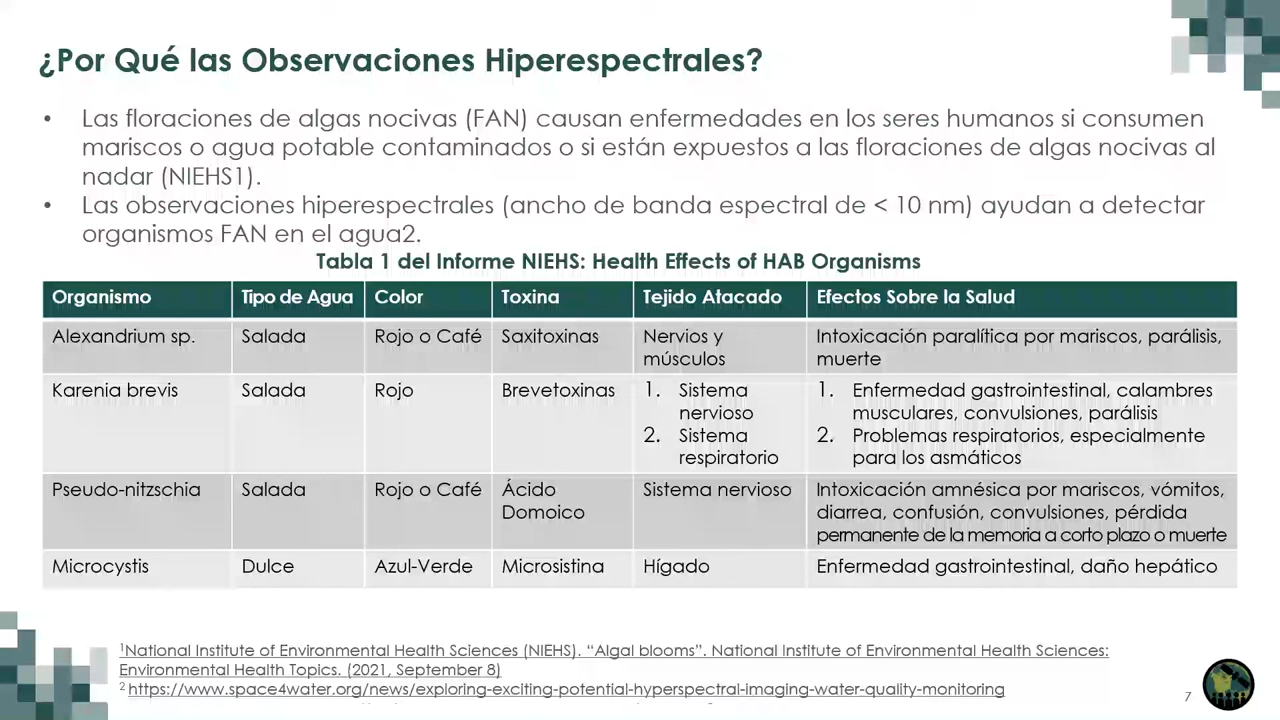 ¿Por Qué las Observaciones Hiperespectrales?
• Las floraciones de algas nocivas (FAN) causan enfermedades en los seres humanos si consumen
mariscos o agua potable contaminados o si están expuestos a las floraciones de algas nocivas al
nadar (NIEHS1).
• Las observaciones hiperespectrales (ancho de banda espectral de < 10 nm) ayudan a detectar
organismos FAN en el agua2.
Tabla 1 del Informe NIEHS: Health Effects of HAB Organisms
Organismo Tipo de Agua Color Toxina Tejido Atacado Efectos Sobre la Salud
Alexandrium sp. Salada Rojo o Café Saxitoxinas Nervios y Intoxicación paralítica por mariscos, parálisis,
músculos muerte
Karenia brevis Salada Rojo Brevetoxinas 1. Sistema 1. Enfermedad gastrointestinal, calambres
nervioso musculares, convulsiones, parálisis
2. Sistema 2. Problemas respiratorios, especialmente
respiratorio para los asmáticos
Pseudo-nitzschia Salada Rojo o Café Ácido Sistema nervioso Intoxicación amnésica por mariscos, vómitos,
Domoico diarrea, confusión, convulsiones, pérdida
permanente de la memoria a corto plazo o muerte
Microcystis Dulce Azul-Verde Microsistina Hígado Enfermedad gastrointestinal, daño hepático
1National Institute of Environmental Health Sciences (NIEHS). “Algal blooms”. National Institute of Environmental Health Sciences:
Environmental Health Topics. (2021, September 8)
2 https://www.space4water.org/news/exploring-exciting-potential-hyperspectral-imaging-water-quality-monitoring
7